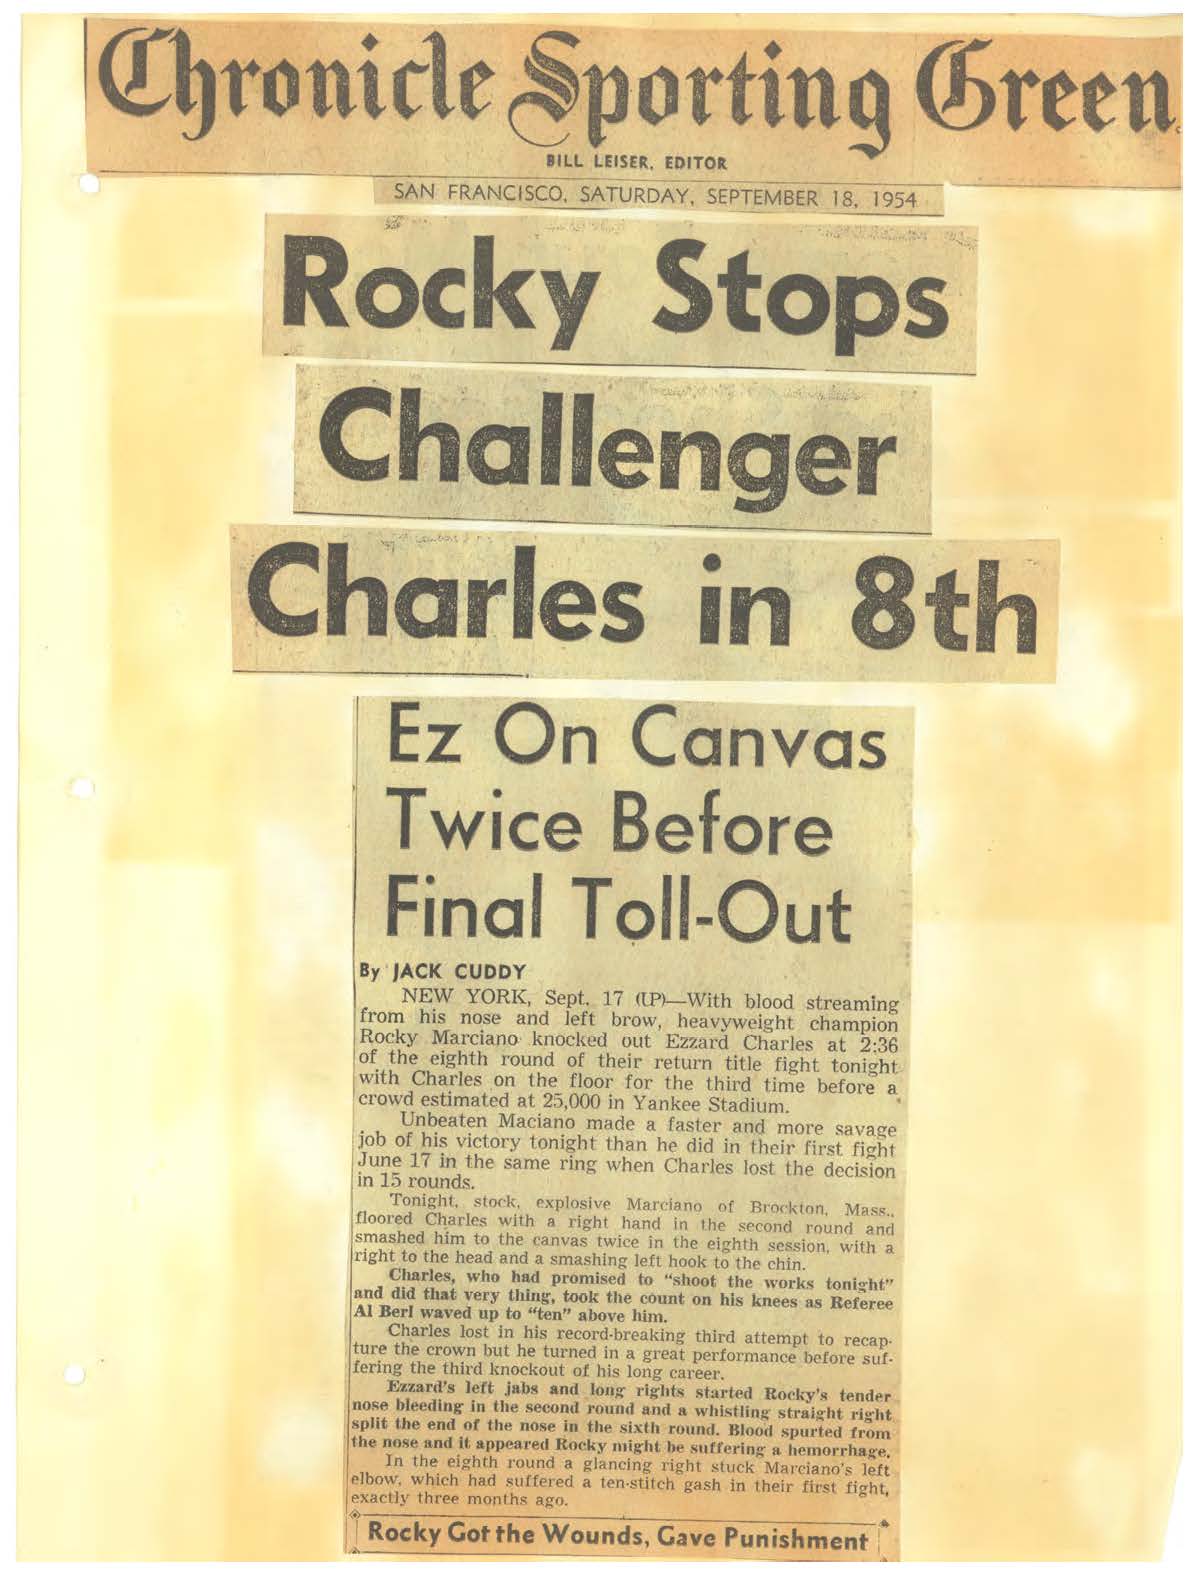 Chronicle Sporting Green
BILL LEISER, EDITOR
SAN FRANCISCO, SATURDAY, SEPTEMBER 18, 1954
Rocky Stops
Challenger
Charles in 8th
Ez On Canvas
Twice Before
Final Toll-Out
By JACK CUDDY
NEW YORK, Sept. 17 (UP)—With blood streaming
from his nose and left brow, heavyweight champion
Rocky Marciano knocked out Ezzard Charles at 2:36
of the eighth round of their return title fight tonight
with Charles on the floor for the third time before a
crowd estimated at 25,000 in Yankee Stadium.
Unbeaten Maciano made a faster and more savage
job of his victory tonight than he did in their first fight
June 17 in the same ring when Charles lost the decision
in 15 rounds.
Tonight, stock, explosive Marciano of Brockton, Mass.,
floored Charles with a right hand in the second round and
smashed him to the canvas twice in the eighth session, with a
right to the head and a smashing left hook to the chin.
Charles, who had promised to "shoot the works tonight"
and did that very thing, took the count on his knees as Referee
Al Berl waved up to "ten" above him.
Charles lost in his record-breaking third attempt to recap-
ture the crown but he turned in a great performance before suf-
fering the third knockout of his long career.
Ezzard's left jabs and long rights started Rocky's tender
nose bleeding in the second round and a whistling straight right
split the end of the nose in the sixth round. Blood spurted from
the nose and it appeared Rocky might be suffering a hemorrhage.
In the eighth round a glancing right stuck Marciano's left
elbow, which had suffered a ten-stitch gash in their first fight,
exactly three months ago.
Rocky Got the Wounds, Gave Punishment